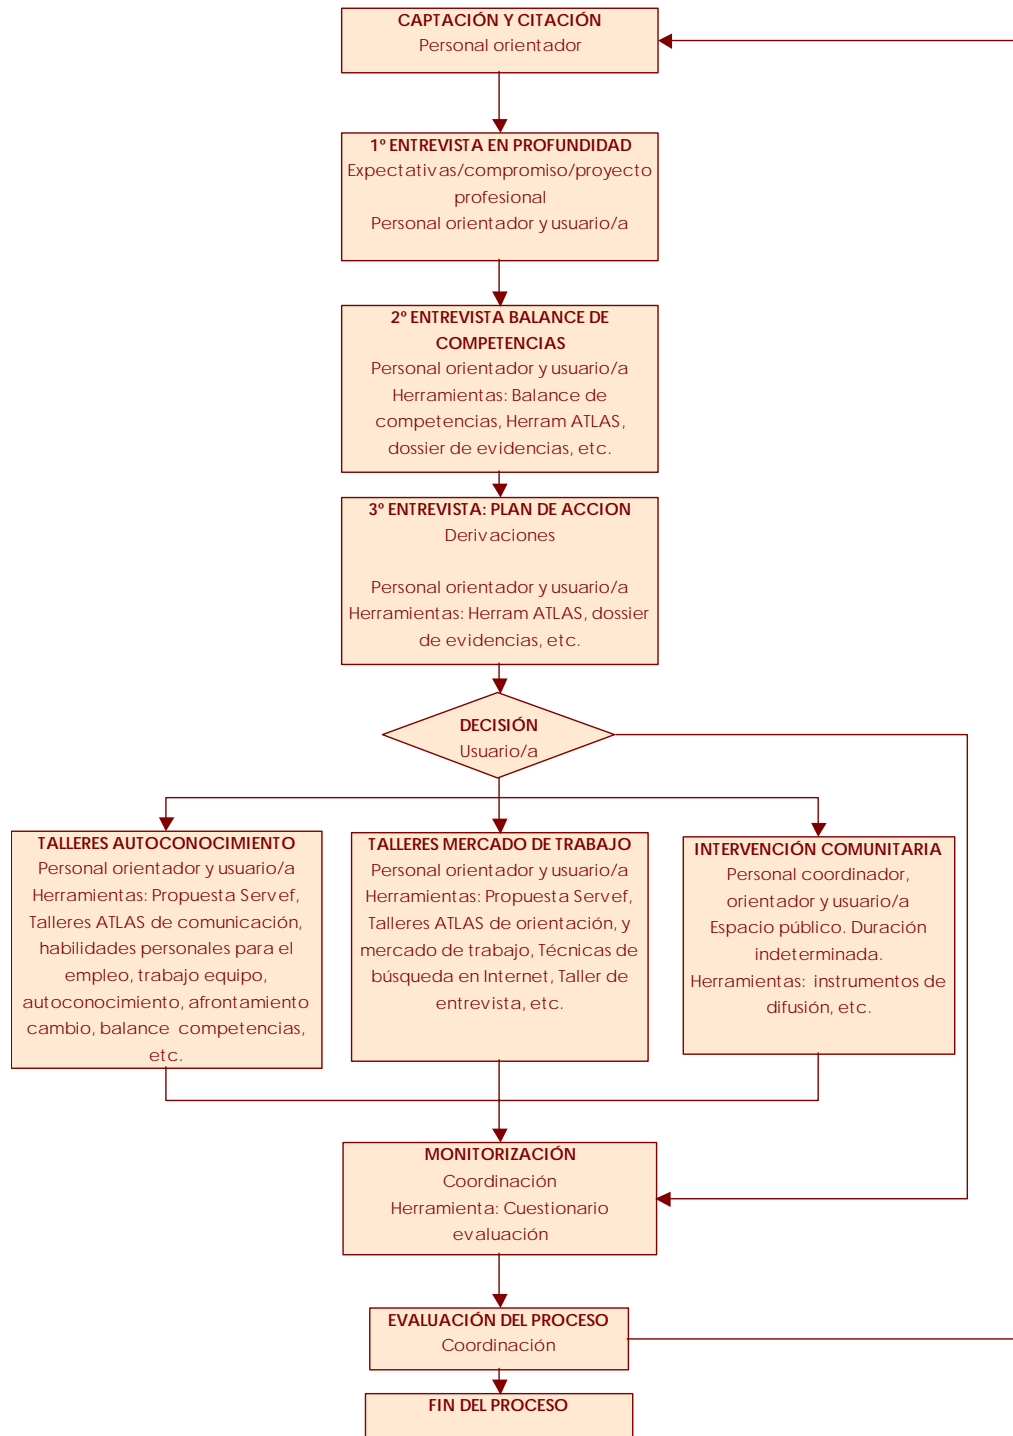 CAPTACIÓN Y CITACIÓN
Personal orientador
1º ENTREVISTA EN PROFUNDIDAD
Expectativas/compromiso/proyecto
profesional
Personal orientador y usuario/a
2º ENTREVISTA BALANCE DE
COMPETENCIAS
Personal orientador y usuario/a
Herramientas: Balance de
competencias, Herram ATLAS,
dossier de evidencias, etc.
3º ENTREVISTA: PLAN DE ACCION
Derivaciones
Personal orientador y usuario/a
Herramientas: Herram ATLAS, dossier
de evidencias, etc.
DECISIÓN
Usuario/a
TALLERES AUTOCONOCIMIENTO
Personal orientador y usuario/a
Herramientas: Propuesta Servef,
Talleres ATLAS de comunicación,
habilidades personales para el
empleo, trabajo equipo,
autoconocimiento, afrontamiento
cambio, balance competencias,
etc.
TALLERES MERCADO DE TRABAJO
Personal orientador y usuario/a
Herramientas: Propuesta Servef,
Talleres ATLAS de orientación, y
mercado de trabajo, Técnicas de
búsqueda en Internet, Taller de
entrevista, etc.
INTERVENCIÓN COMUNITARIA
Personal coordinador,
orientador y usuario/a
Espacio público. Duración
indeterminada.
Herramientas: instrumentos de
difusión, etc.
MONITORIZACIÓN
Coordinación
Herramienta: Cuestionario
evaluación
EVALUACIÓN DEL PROCESO
Coordinación
FIN DEL PROCESO